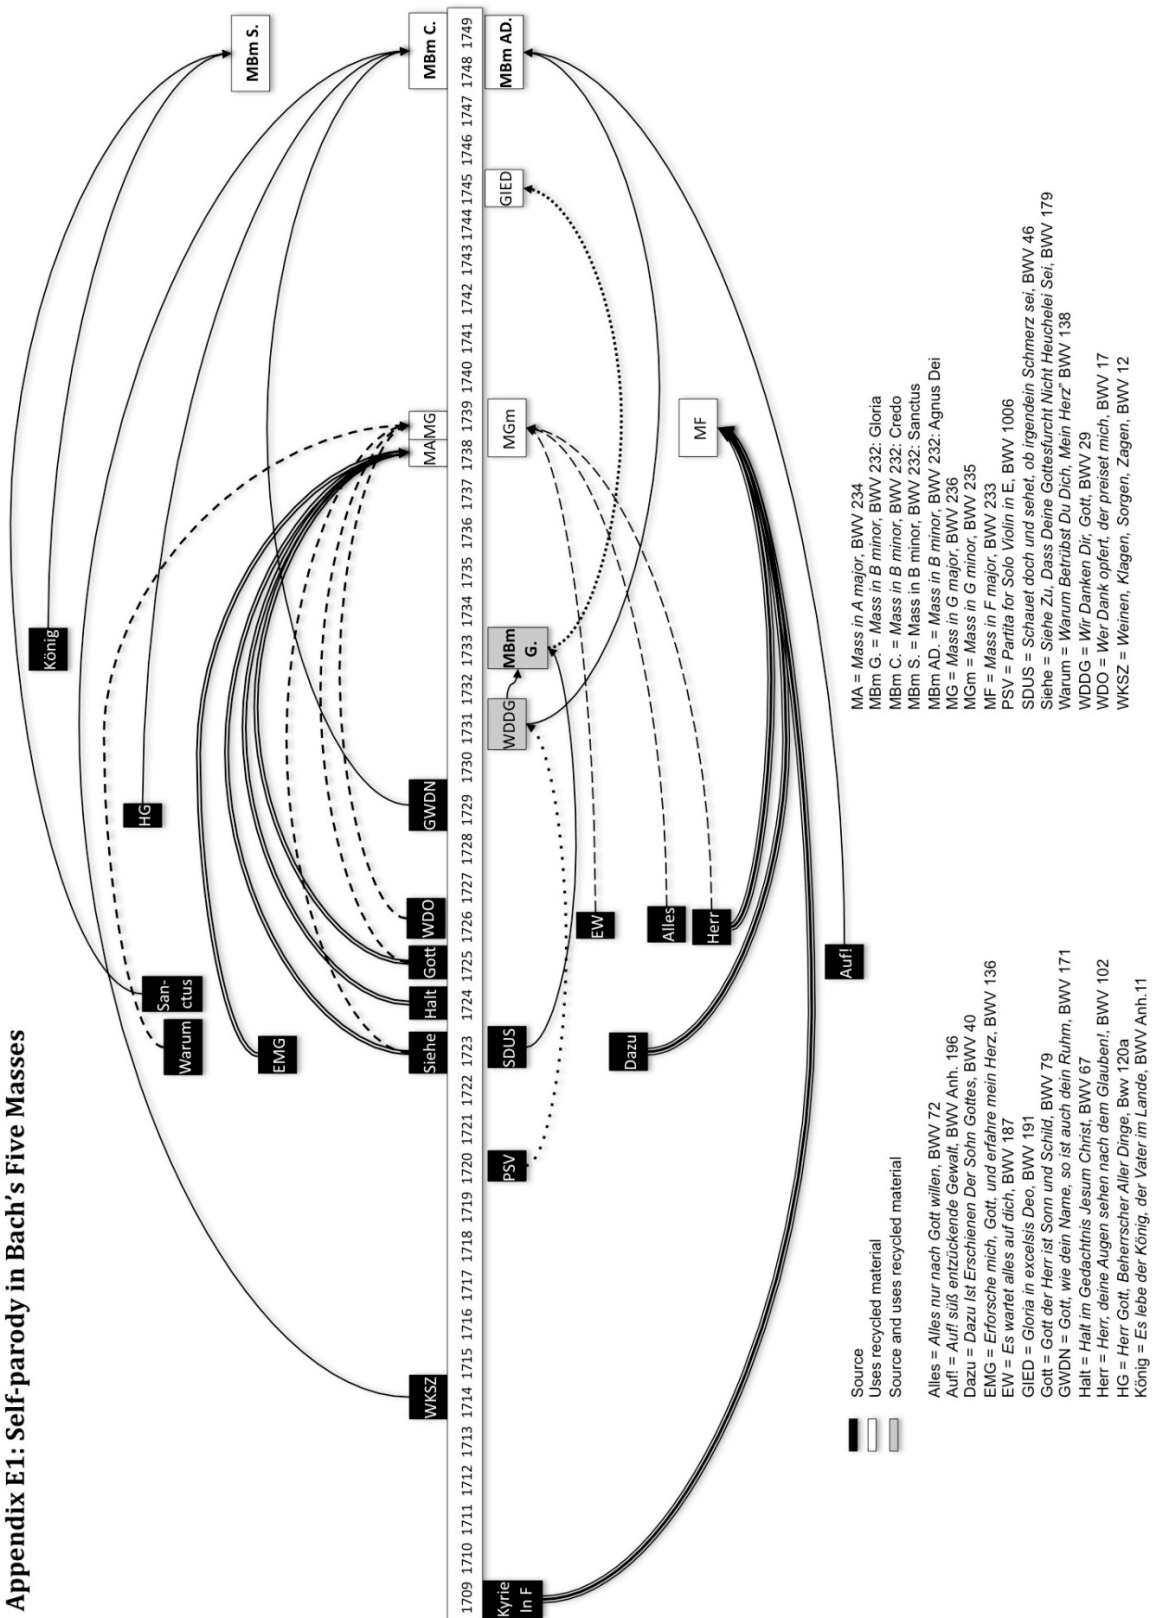 Appendix E1: Self-parody in Bach's Five Masses
MBm S.
König
San-
ctus
Warum
HG
EMG
WKSZ
Siehe
Halt
Gott
WDO
GWDN
MA
MG
MBm C.
1709 1710 1711 1712 1713 1714 1715 1716 1717 1718 1719 1720 1721 1722 1723 1724 1725 1726 1727 1728 1729 1730 1731 1732 1733 1734 1735 1736 1737 1738 1739 1740 1741 1742 1743 1744 1745 1746 1747 1748 1749
Kyrie
In F
PSV
SDUS
WDDG
MBm
G.
MGm
GIED
MBm AD.
EW
Dazu
Alles
Herr
MF
Auf!
Source
Uses recycled material
Source and uses recycled material
Alles = Alles nur nach Gott willen, BWV 72
Auf! = Auf! süß entzückende Gewalt, BWV Anh. 196
Dazu = Dazu Ist Erschienen Der Sohn Gottes, BWV 40
EMG = Erforsche mich, Gott, und erfahre mein Herz, BWV 136
EW = Es wartet alles auf dich, BWV 187
GIED = Gloria in excelsis Deo, BWV 191
Gott = Gott der Herr ist Sonn und Schild, BWV 79
GWDN = Gott, wie dein Name, so ist auch dein Ruhm, BWV 171
Halt = Halt im Gedachtnis Jesum Christ, BWV 67
Herr = Herr, deine Augen sehen nach dem Glauben!, BWV 102
HG = Herr Gott, Beherrscher Aller Dinge, Bwv 120a
König = Es lebe der König, der Vater im Lande, BWV Anh.11
MA = Mass in A major, BWV 234
MBm G. = Mass in B minor, BWV 232: Gloria
MBm C. = Mass in B minor, BWV 232: Credo
MBm S. = Mass in B minor, BWV 232: Sanctus
MBm AD. = Mass in B minor, BWV 232: Agnus Dei
MG = Mass in G major, BWV 236
MGm = Mass in G minor, BWV 235
MF = Mass in F major, BWV 233
PSV = Partita for Solo Violin in E, BWV 1006
SDUS = Schauet doch und sehet, ob irgendein Schmerz sei, BWV 46
Siehe = Siehe Zu, Dass Deine Gottesfurcht Nicht Heuchelei Sei, BWV 179
Warum = Warum Betrübst Du Dich, Mein Herz" BWV 138
WDDG = Wir Danken Dir, Gott, BWV 29
WDO = Wer Dank opfert, der preiset mich, BWV 17
WKSZ = Weinen, Klagen, Sorgen, Zagen, BWV 12